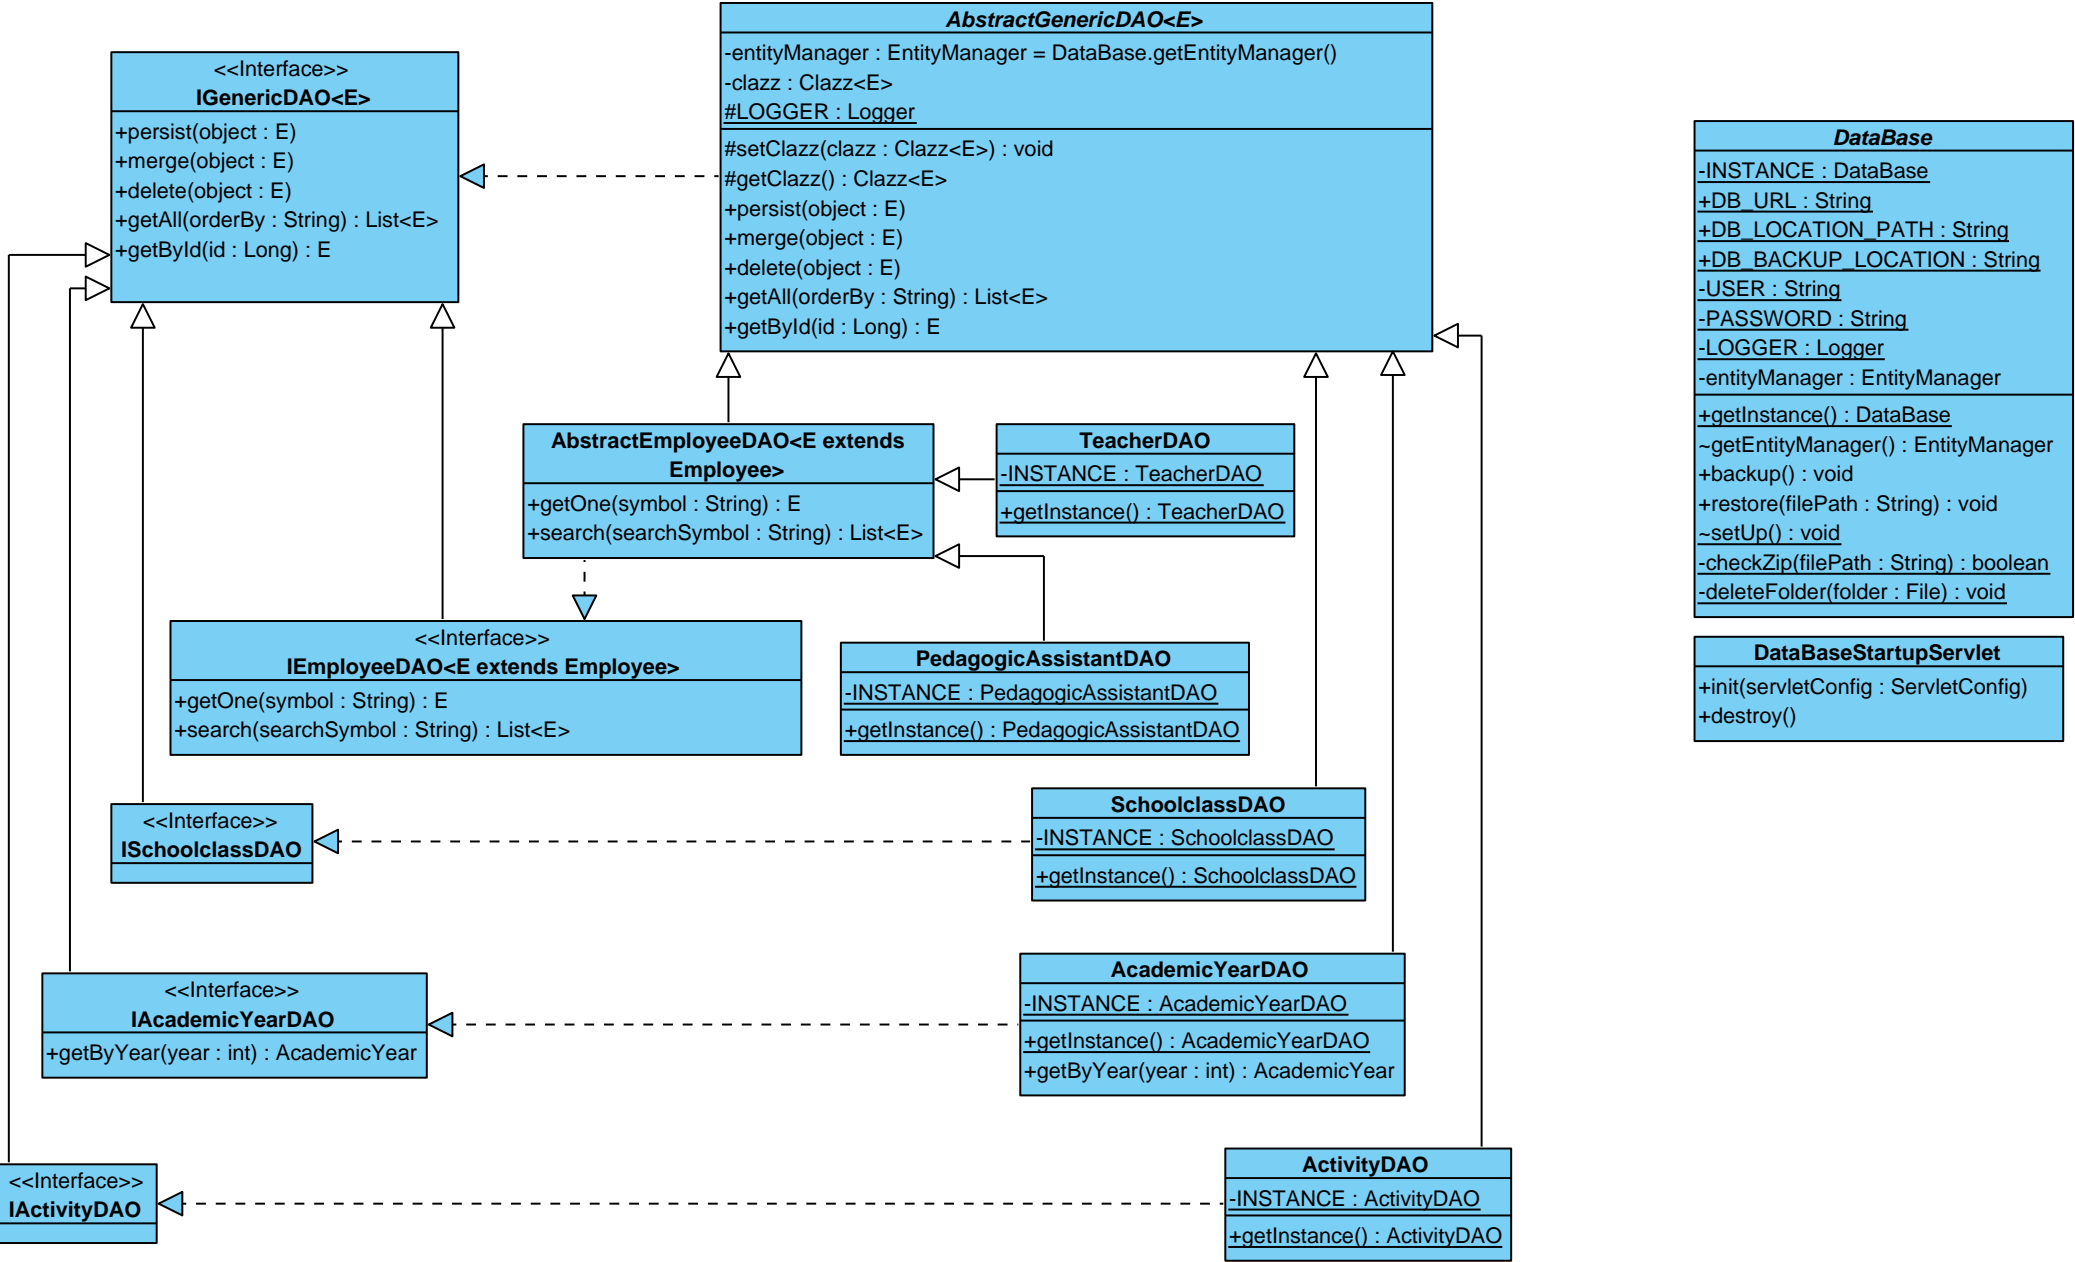 AbstractGenericDAO<E>
-entityManager : EntityManager = DataBase.getEntityManager()
-clazz : Clazz<E>
#LOGGER : Logger
#setClazz(clazz : Clazz<E>) : void
#getClazz() : Clazz<E>
+persist(object : E)
+merge(object : E)
+delete(object : E)
+getAll(orderBy : String) : List<E>
+getById(id : Long) : E
<<Interface>>
IGenericDAO<E>
+persist(object : E)
+merge(object : E)
+delete(object : E)
+getAll(orderBy : String) : List<E>
+getById(id : Long) : E
DataBase
-INSTANCE : DataBase
+DB_URL : String
+DB_LOCATION_PATH : String
+DB_BACKUP_LOCATION : String
-USER : String
-PASSWORD : String
-LOGGER : Logger
-entityManager : EntityManager
+getInstance() : DataBase
~getEntityManager() : EntityManager
+backup() : void
+restore(filePath : String) : void
~setUp() : void
-checkZip(filePath : String) : boolean
-deleteFolder(folder : File) : void
AbstractEmployeeDAO<E extends
Employee>
+getOne(symbol : String) : E
+search(searchSymbol : String) : List<E>
TeacherDAO
-INSTANCE : TeacherDAO
+getInstance() : TeacherDAO
<<Interface>>
IEmployeeDAO<E extends Employee>
+getOne(symbol : String) : E
+search(searchSymbol : String) : List<E>
PedagogicAssistantDAO
-INSTANCE : PedagogicAssistantDAO
+getInstance() : PedagogicAssistantDAO
DataBaseStartupServlet
+init(servletConfig : ServletConfig)
+destroy()
<<Interface>>
ISchoolclassDAO
SchoolclassDAO
-INSTANCE : SchoolclassDAO
+getInstance() : SchoolclassDAO
<<Interface>>
IAcademicYearDAO
+getByYear(year : int) : AcademicYear
AcademicYearDAO
-INSTANCE : AcademicYearDAO
+getInstance() : AcademicYearDAO
+getByYear(year : int) : AcademicYear
<<Interface>>
IActivityDAO
ActivityDAO
-INSTANCE : ActivityDAO
+getInstance() : ActivityDAO